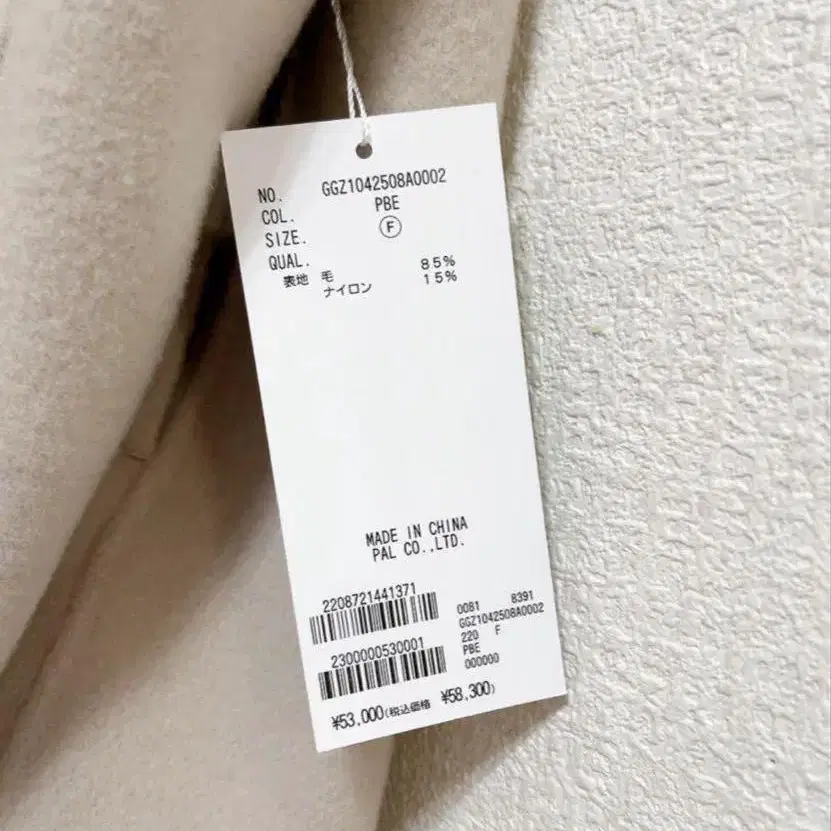 NO. GGZ1042508A0002
COL. PBE
SIZE. F
QUAL.
表地 毛 85%
ナイロン 15%
MADE IN CHINA
PAL CO.,LTD.
2208721441371
2300000530001
0081 8391
GGZ1042508A0002
220 F
PBE
000000
¥53,000(税込価格 ¥58,300)